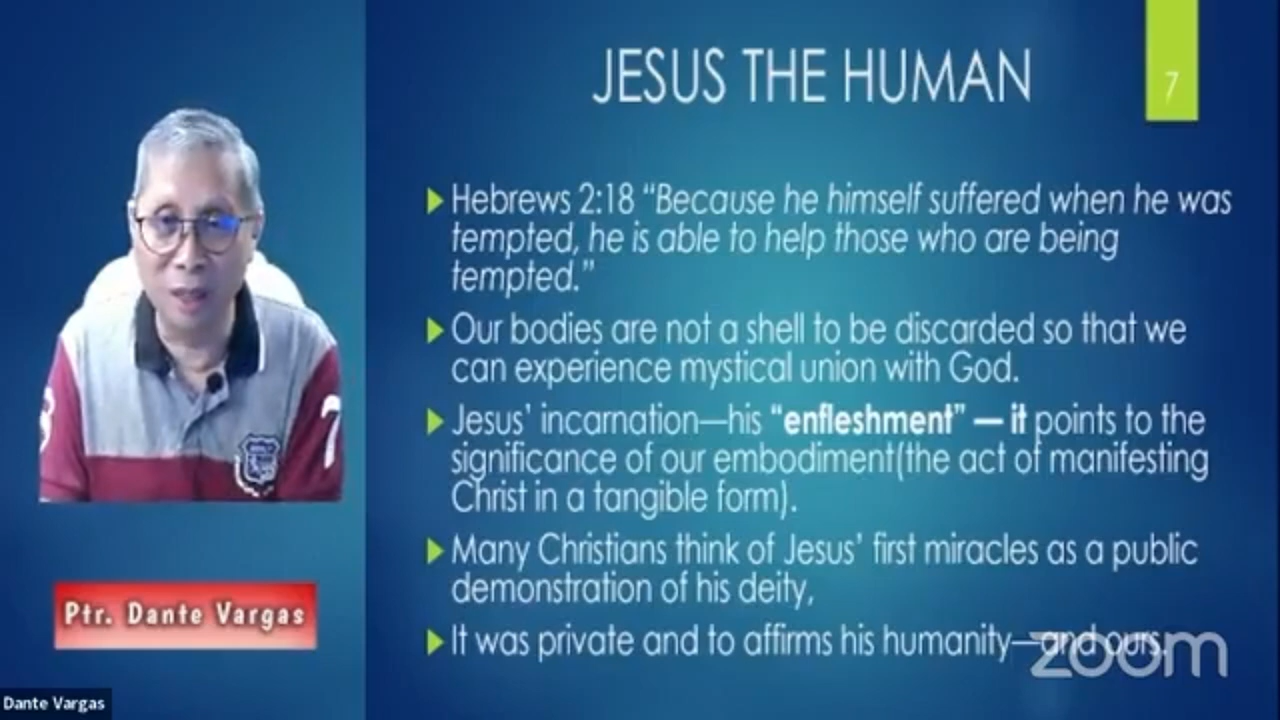 JESUS THE HUMAN
7
Hebrews 2:18 “Because he himself suffered when he was
tempted, he is able to help those who are being
tempted.”
Our bodies are not a shell to be discarded so that we
can experience mystical union with God.
Jesus’ incarnation—his “enfleshment” — it points to the
significance of our embodiment(the act of manifesting
Christ in a tangible form).
Many Christians think of Jesus’ first miracles as a public
demonstration of his deity,
It was private and to affirms his humanity—and ours.
zoom
7
Ptr. Dante Vargas
Dante Vargas